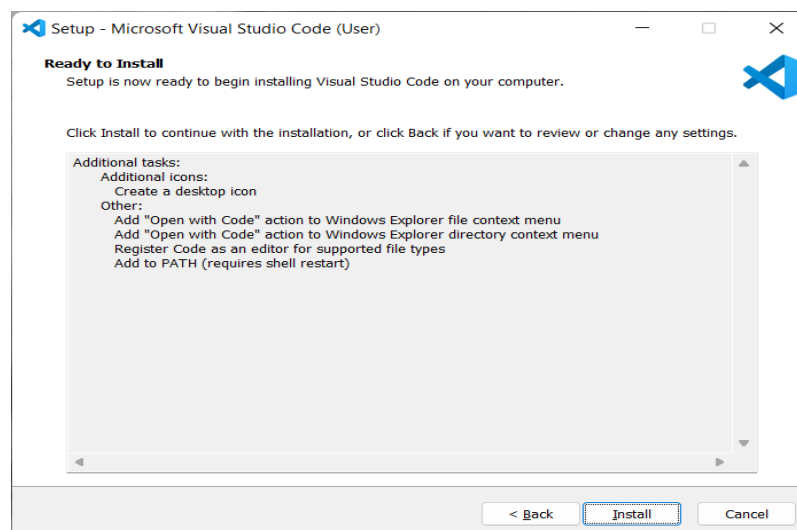 Setup - Microsoft Visual Studio Code (User)
Ready to Install
Setup is now ready to begin installing Visual Studio Code on your computer.
Click Install to continue with the installation, or click Back if you want to review or change any settings.
Additional tasks:
Additional icons:
Create a desktop icon
Other:
Add "Open with Code" action to Windows Explorer file context menu
Add "Open with Code" action to Windows Explorer directory context menu
Register Code as an editor for supported file types
Add to PATH (requires shell restart)
< Back Install Cancel